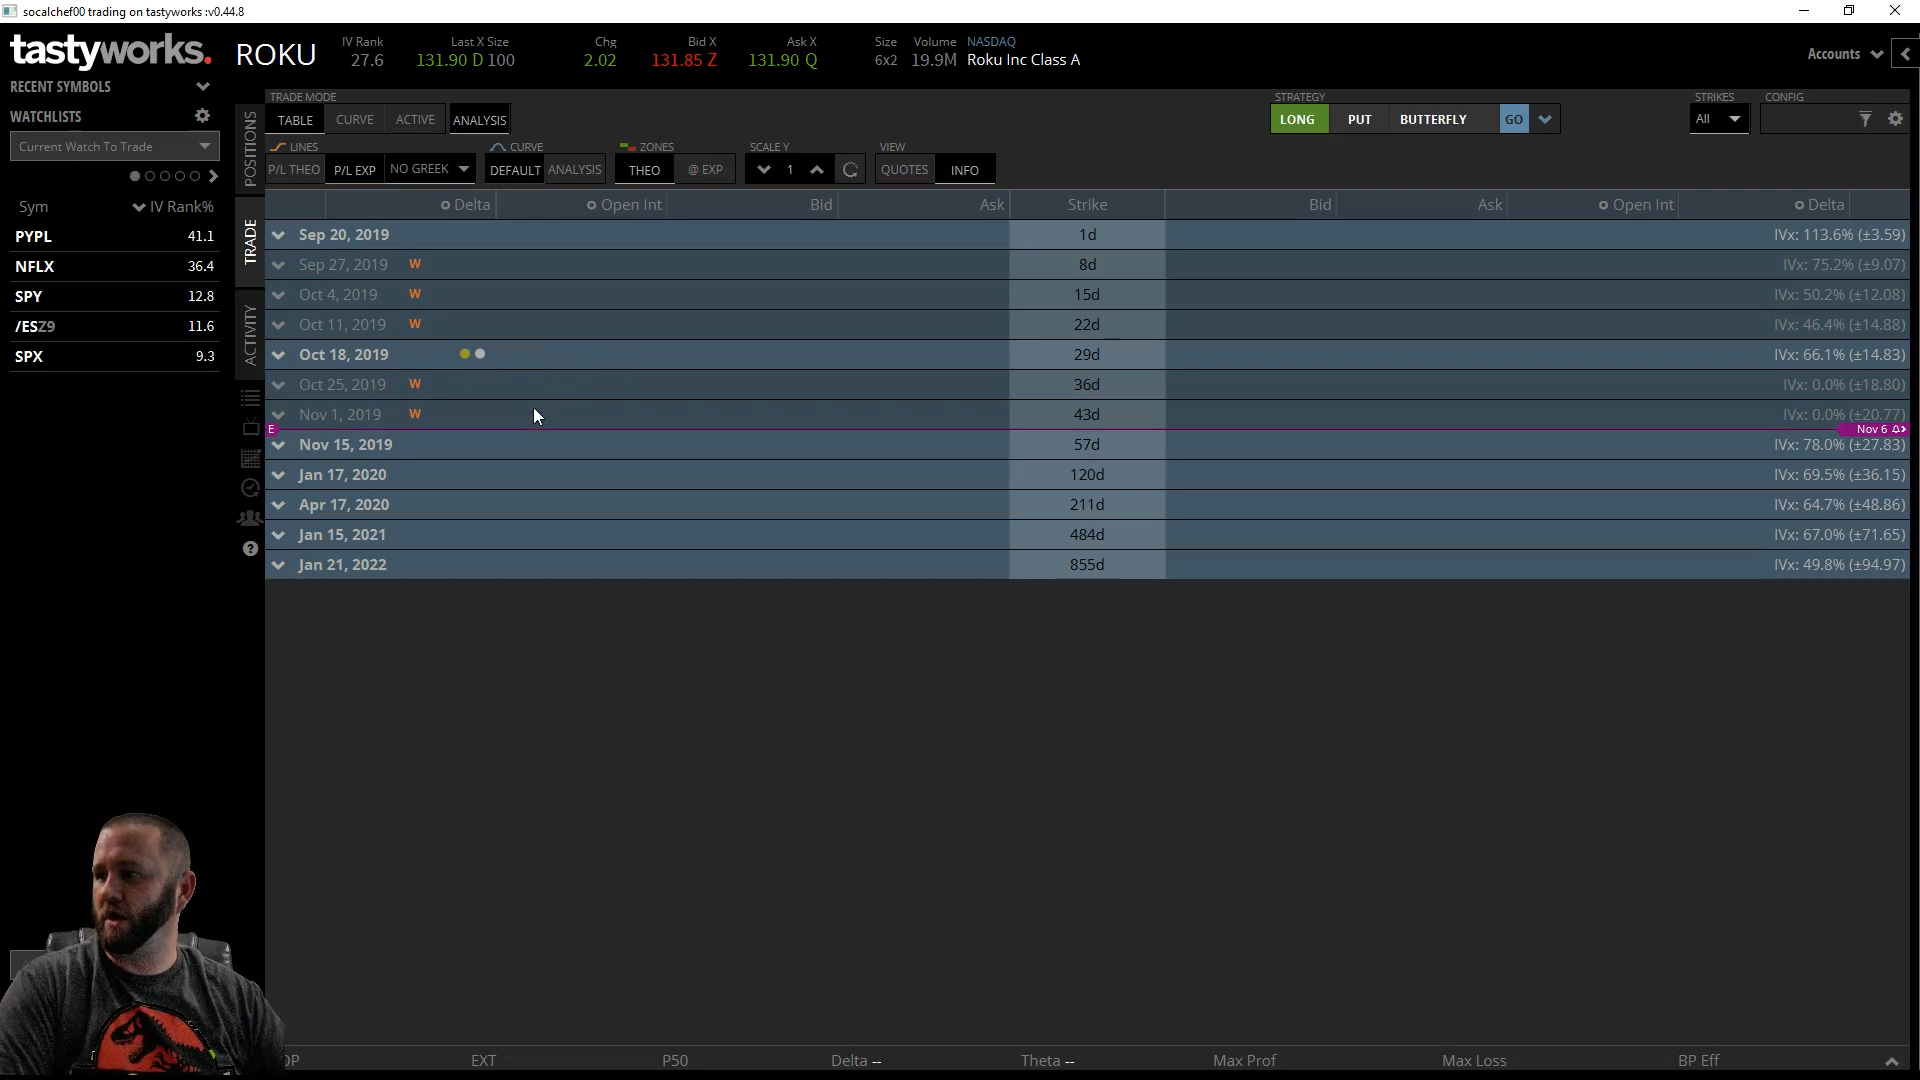 socalchef00 trading on tastyworks :v0.44.8
tastyworks.
ROKU
IV Rank
27.6
Last X Size
131.90 D 100
Chg
2.02
Bid X
131.85 Z
Ask X
131.90 Q
Size
6x2
Volume
19.9M
NASDAQ
Roku Inc Class A
Accounts
RECENT SYMBOLS
WATCHLISTS
Current Watch To Trade
Sym IV Rank%
PYPL 41.1
NFLX 36.4
SPY 12.8
/ESZ9 11.6
SPX 9.3
POSITIONS
TRADE
ACTIVITY
TRADE MODE
TABLE CURVE ACTIVE ANALYSIS
STRATEGY
LONG PUT BUTTERFLY GO
STRIKES
All
CONFIG
LINES
P/L THEO P/L EXP NO GREEK
CURVE
DEFAULT ANALYSIS
ZONES
THEO @ EXP
SCALE Y
1
VIEW
QUOTES INFO
Delta Open Int Bid Ask Strike Bid Ask Open Int Delta
Sep 20, 2019 1d IVx: 113.6% (±3.59)
Sep 27, 2019 W 8d IVx: 75.2% (±9.07)
Oct 4, 2019 W 15d IVx: 50.2% (±12.08)
Oct 11, 2019 W 22d IVx: 46.4% (±14.88)
Oct 18, 2019 29d IVx: 66.1% (±14.83)
Oct 25, 2019 W 36d IVx: 0.0% (±18.80)
Nov 1, 2019 W 43d IVx: 0.0% (±20.77)
E Nov 6
Nov 15, 2019 57d IVx: 78.0% (±27.83)
Jan 17, 2020 120d IVx: 69.5% (±36.15)
Apr 17, 2020 211d IVx: 64.7% (±48.86)
Jan 15, 2021 484d IVx: 67.0% (±71.65)
Jan 21, 2022 855d IVx: 49.8% (±94.97)
OP EXT P50 Delta -- Theta -- Max Prof Max Loss BP Eff